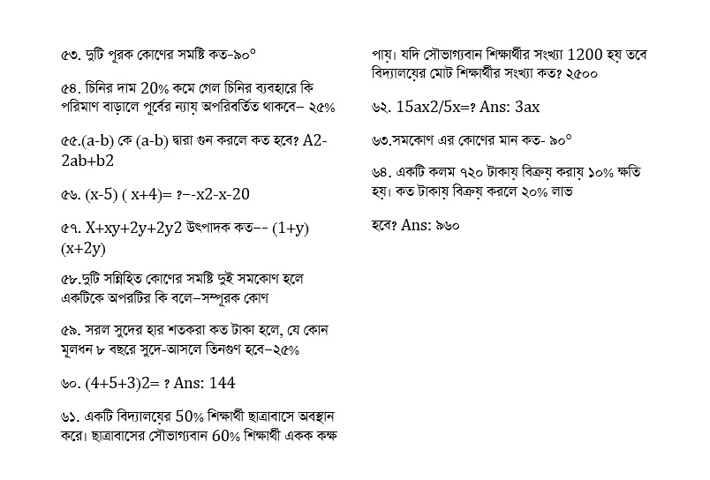 ৫৩. দুটি পূরক কোণের সমষ্টি কত-৯০°
৫৪. চিনির দাম 20% কমে গেল চিনির ব্যবহারে কি
পরিমাণ বাড়ালে পূর্বের ন্যায় অপরিবর্তিত থাকবে– ২৫%
৫৫.(a-b) কে (a-b) দ্বারা গুন করলে কত হবে? A2-
2ab+b2
৫৬. (x-5) ( x+4)= ?–-x2-x-20
৫৭. X+xy+2y+2y2 উৎপাদক কত–- (1+y)
(x+2y)
৫৮.দুটি সন্নিহিত কোণের সমষ্টি দুই সমকোণ হলে
একটিকে অপরটির কি বলে–সম্পূরক কোণ
৫৯. সরল সুদের হার শতকরা কত টাকা হলে, যে কোন
মূলধন ৮ বছরে সুদে-আসলে তিনগুণ হবে–২৫%
৬০. (4+5+3)2= ? Ans: 144
৬১. একটি বিদ্যালয়ের 50% শিক্ষার্থী ছাত্রাবাসে অবস্থান
করে। ছাত্রাবাসের সৌভাগ্যবান 60% শিক্ষার্থী একক কক্ষ
পায়। যদি সৌভাগ্যবান শিক্ষার্থীর সংখ্যা 1200 হয় তবে
বিদ্যালয়ের মোট শিক্ষার্থীর সংখ্যা কত? ২৫০০
৬২. 15ax2/5x=? Ans: 3ax
৬৩.সমকোণ এর কোণের মান কত- ৯০°
৬৪. একটি কলম ৭২০ টাকায় বিক্রয় করায় ১০% ক্ষতি
হয়। কত টাকায় বিক্রয় করলে ২০% লাভ
হবে? Ans: ৯৬০